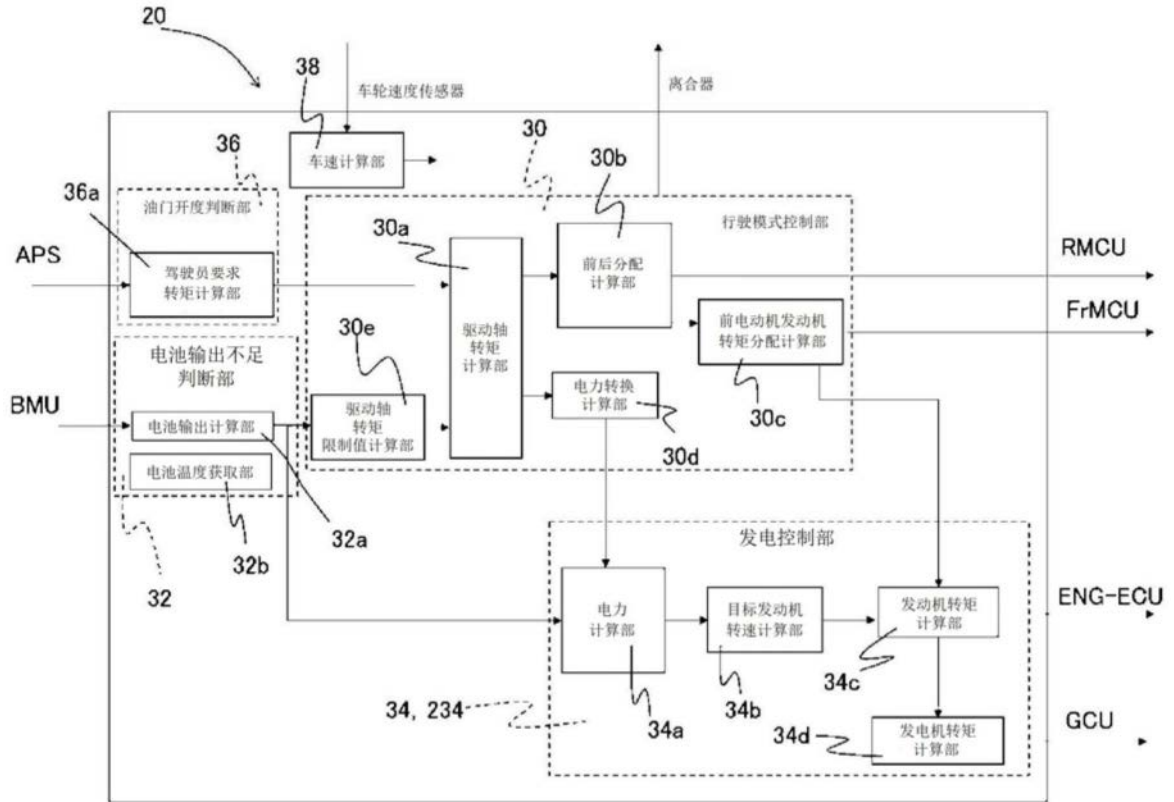 20
车轮速度传感器
离合器
38
车速计算部
36
30
30b
36a
油门开度判断部
30a
行驶模式控制部
APS
驾驶员要求
转矩计算部
前后分配
计算部
RMCU
FrMCU
30e
驱动轴
转矩
计算部
前电动机发动机
转矩分配计算部
电池输出不足
判断部
BMU
电池输出计算部
驱动轴
转矩
限制值计算部
电力转换
计算部
30c
30d
电池温度获取部
32a
32b
32
发电控制部
电力
计算部
目标发动机
转速计算部
发动机转矩
计算部
ENG-ECU
34, 234
34a
34b
34c
34d
发电机转矩
计算部
GCU